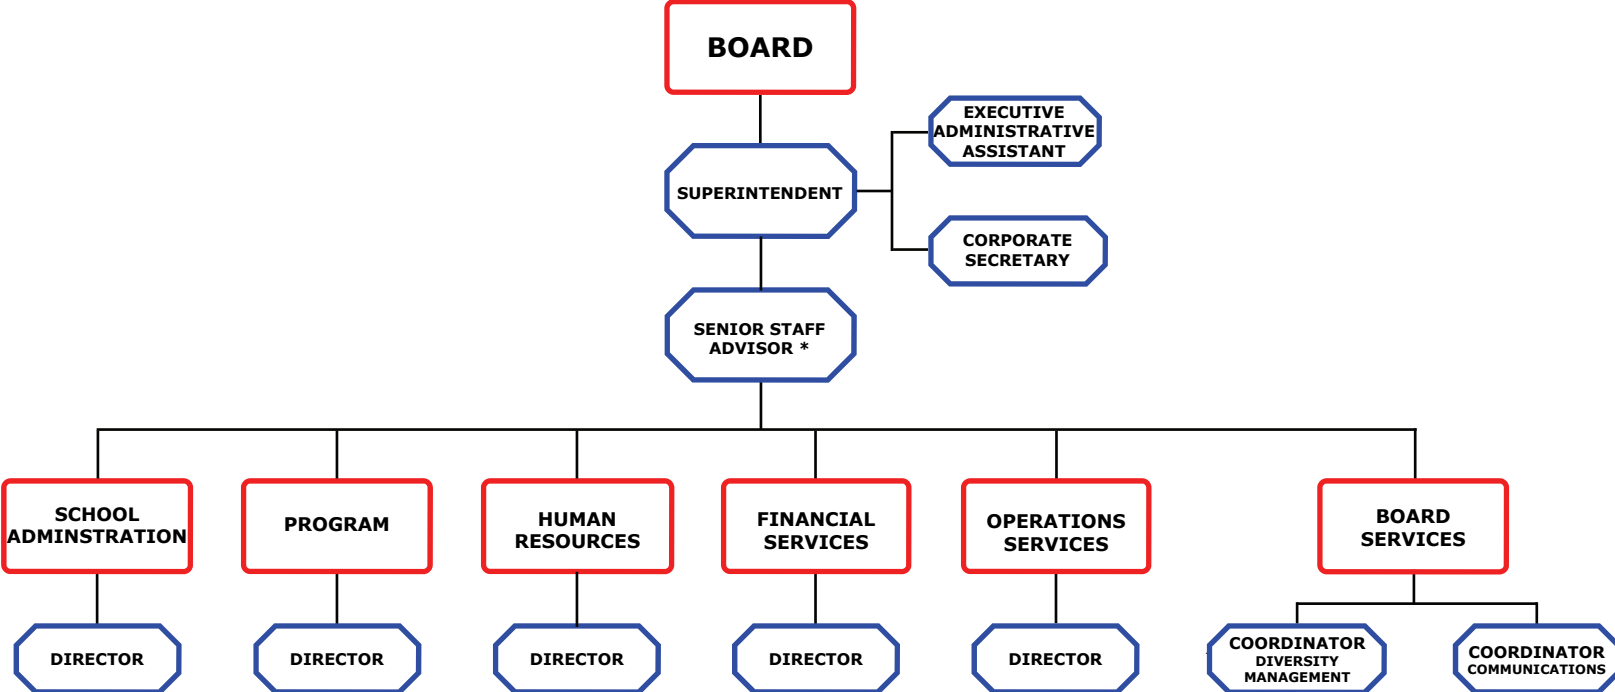 BOARD
EXECUTIVE
ADMINISTRATIVE
ASSISTANT
SUPERINTENDENT
CORPORATE
SECRETARY
SENIOR STAFF
ADVISOR *
SCHOOL
ADMINSTRATION
PROGRAM
HUMAN
RESOURCES
FINANCIAL
SERVICES
OPERATIONS
SERVICES
BOARD
SERVICES
DIRECTOR
DIRECTOR
DIRECTOR
DIRECTOR
DIRECTOR
COORDINATOR
DIVERSITY
MANAGEMENT
COORDINATOR
COMMUNICATIONS